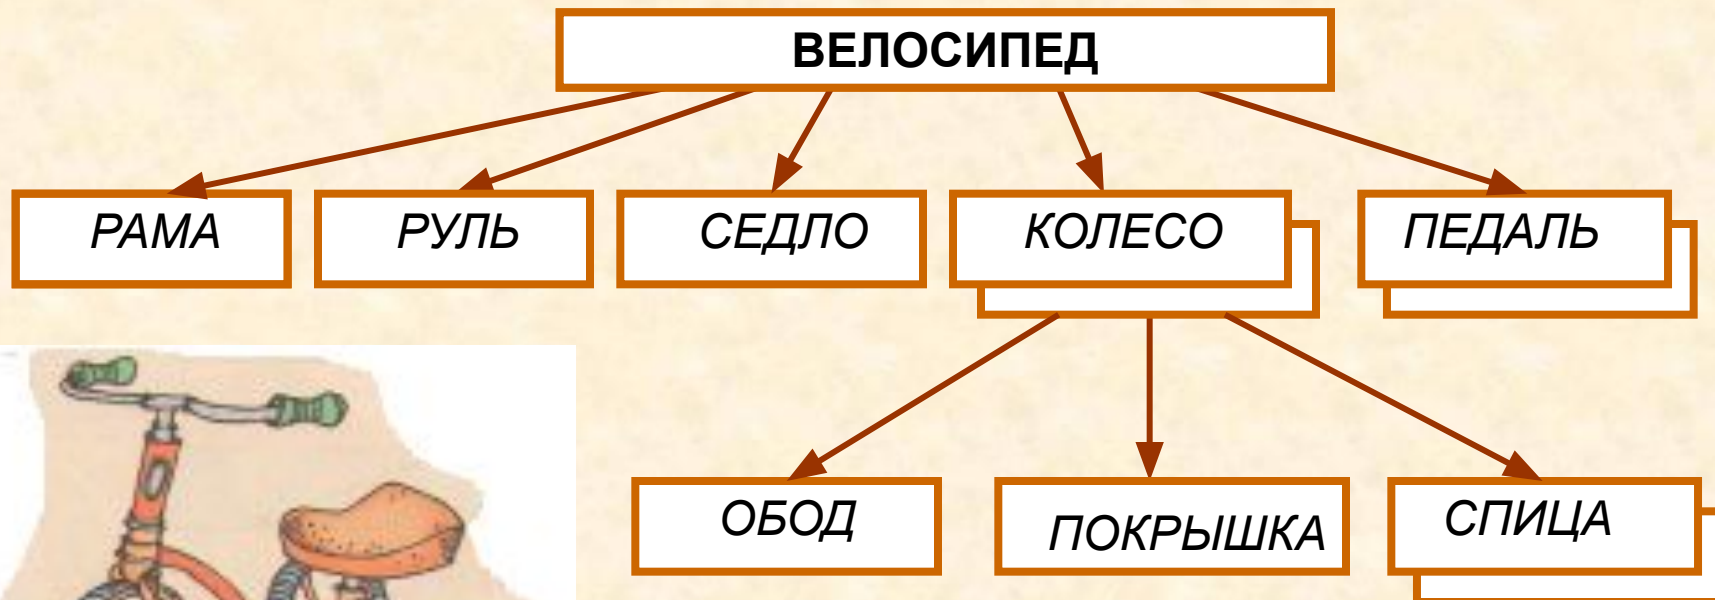 ВЕЛОСИПЕД
РАМА
РУЛЬ
СЕДЛО
КОЛЕСО
ПЕДАЛЬ
ОБОД
ПОКРЫШКА
СПИЦА